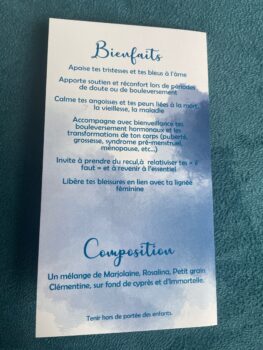 Bienfaits
Apaise tes tristesses et tes bleus à l'âme
Apporte soutien et réconfort lors de périodes
de doute ou de bouleversement
Calme tes angoisses et tes peurs liées à la mort,
la vieillesse, la maladie
Accompagne avec bienveillance tes
bouleversement hormonaux et les
transformations de ton corps (puberté,
grossesse, syndrome pré-menstruel,
ménopause, etc...)
Invite à prendre du recul,à relativiser tes « il
faut » et à revenir à l'essentiel
Libère tes blessures en lien avec ta lignée
féminine
Composition
Un mélange de Marjolaine, Rosalina, Petit grain
Clémentine, sur fond de cyprès et d'Immortelle.
Tenir hors de portée des enfants.